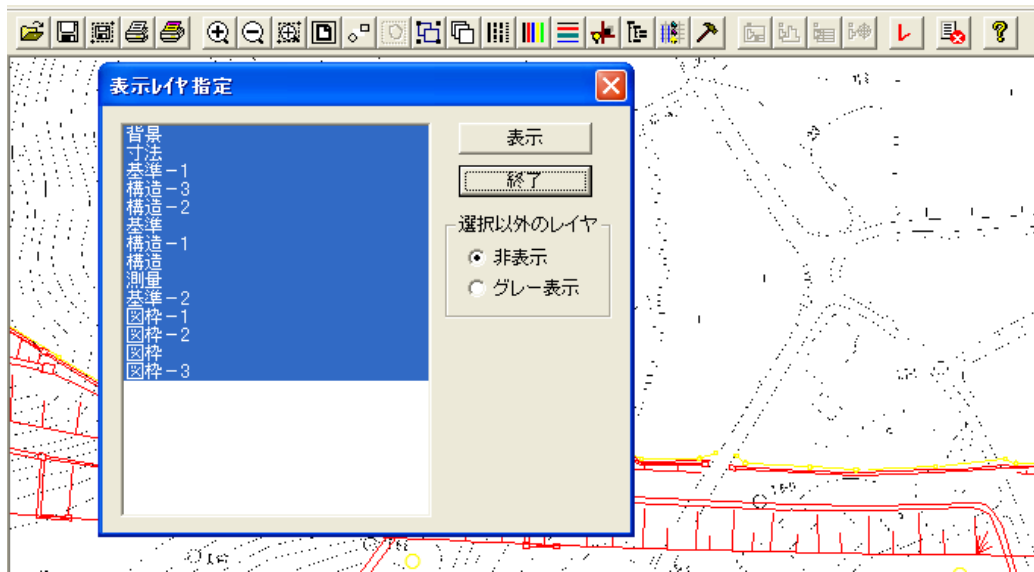 表示ﾚｲﾔ指定
背景
寸法
基準－1
構造－3
構造－2
基準
構造－1
構造
測量
基準－2
図枠－1
図枠－2
図枠
図枠－3
表示
終了
選択以外のレイヤ
非表示
グレー表示